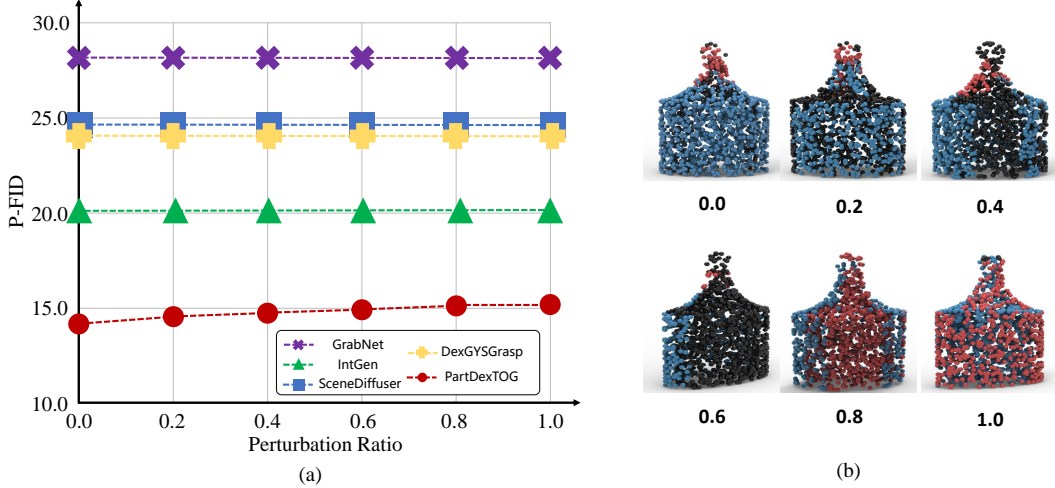 30.0
25.0
20.0
15.0
10.0
P-FID
GrabNet
IntGen
SceneDiffuser
DexGYSGrasp
PartDexTOG
0.0 0.2 0.4 0.6 0.8 1.0
Perturbation Ratio
(a)
0.0 0.2 0.4
0.6 0.8 1.0
(b)